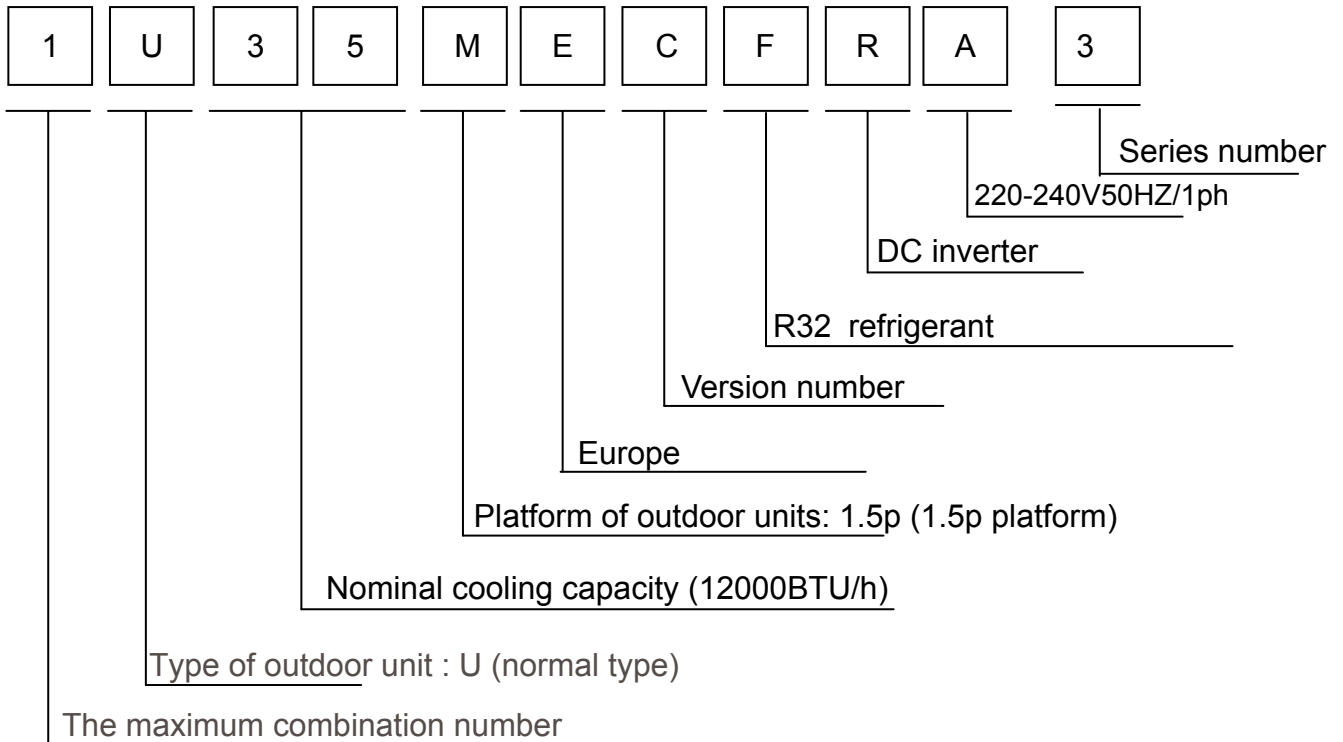 1 U 3 5 M E C F R A 3
Series number
220-240V50HZ/1ph
DC inverter
R32 refrigerant
Version number
Europe
Platform of outdoor units: 1.5p (1.5p platform)
Nominal cooling capacity (12000BTU/h)
Type of outdoor unit : U (normal type)
The maximum combination number